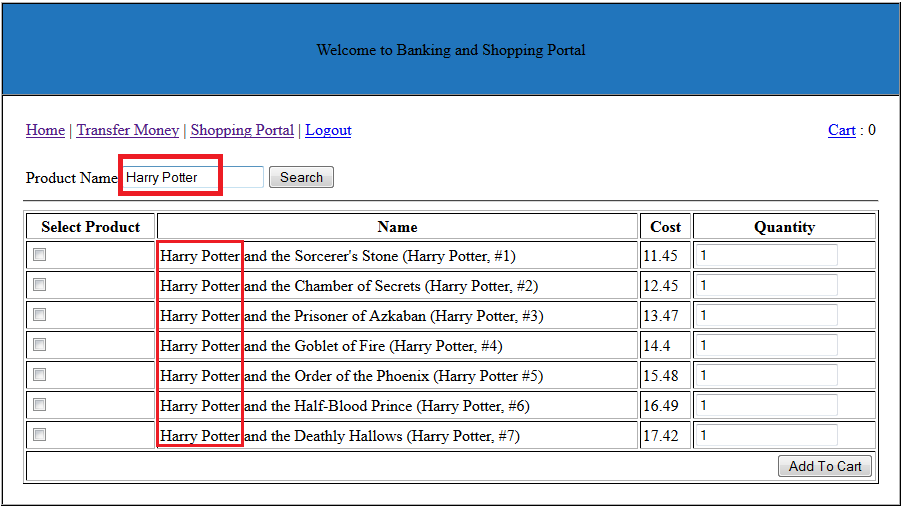 Welcome to Banking and Shopping Portal
Home | Transfer Money | Shopping Portal | Logout Cart : 0
Product Name Harry Potter Search
Select Product Name Cost Quantity
Harry Potter and the Sorcerer's Stone (Harry Potter, #1) 11.45 1
Harry Potter and the Chamber of Secrets (Harry Potter, #2) 12.45 1
Harry Potter and the Prisoner of Azkaban (Harry Potter, #3) 13.47 1
Harry Potter and the Goblet of Fire (Harry Potter, #4) 14.4 1
Harry Potter and the Order of the Phoenix (Harry Potter #5) 15.48 1
Harry Potter and the Half-Blood Prince (Harry Potter, #6) 16.49 1
Harry Potter and the Deathly Hallows (Harry Potter, #7) 17.42 1
Add To Cart